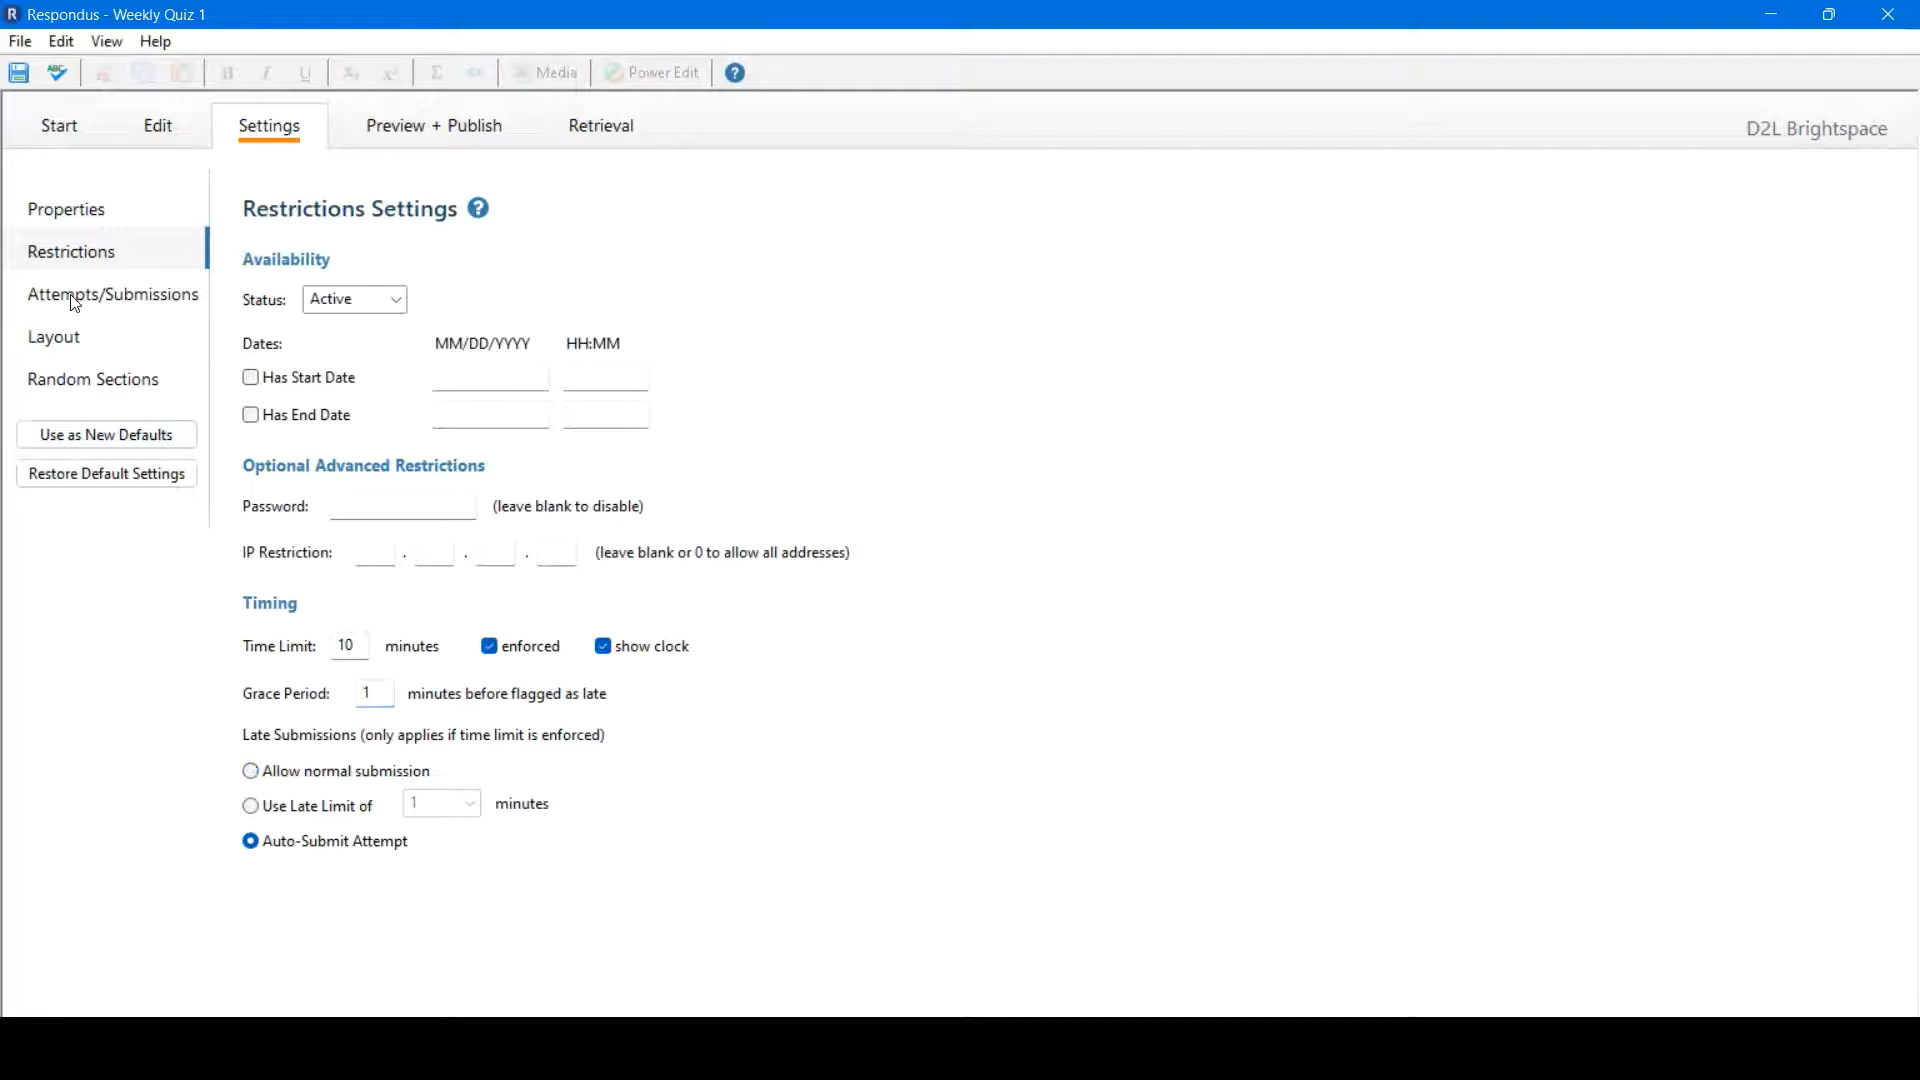 Respondus - Weekly Quiz 1
File Edit View Help
ABC B I U X₂ X² Σ Media Power Edit ?
Start Edit Settings Preview + Publish Retrieval D2L Brightspace
Properties
Restrictions
Attempts/Submissions
Layout
Random Sections
Use as New Defaults
Restore Default Settings
Restrictions Settings ?
Availability
Status: Active
Dates: MM/DD/YYYY HH:MM
Has Start Date
Has End Date
Optional Advanced Restrictions
Password: (leave blank to disable)
IP Restriction: . . . (leave blank or 0 to allow all addresses)
Timing
Time Limit: 10 minutes enforced show clock
Grace Period: 1 minutes before flagged as late
Late Submissions (only applies if time limit is enforced)
Allow normal submission
Use Late Limit of 1 minutes
Auto-Submit Attempt